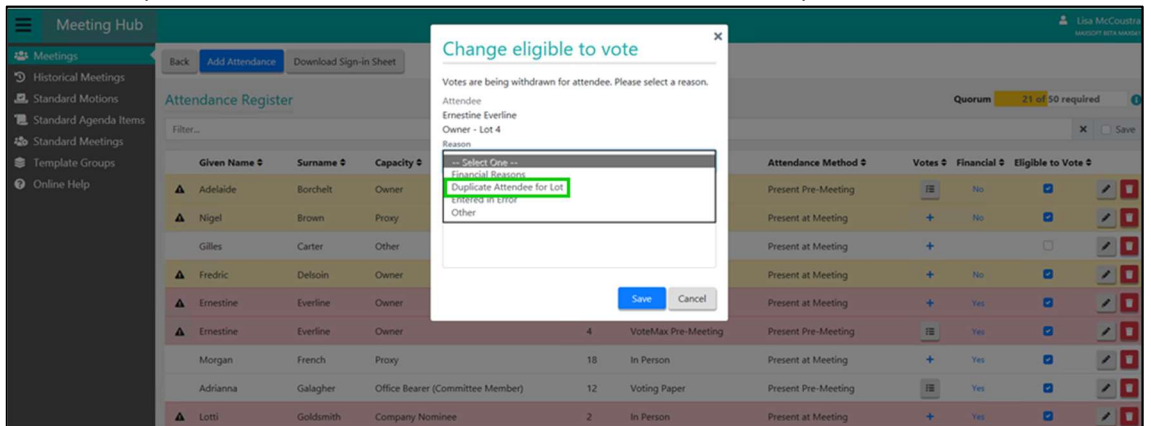 Meeting Hub
Lisa McCoustra
Meetings
Historical Meetings
Standard Motions
Standard Agenda Items
Standard Meetings
Template Groups
Online Help
Back Add Attendance Download Sign-in Sheet
Attendance Register
Quorum 21 of 50 required
Filter...
x Save
Change eligible to vote
x
Votes are being withdrawn for attendee. Please select a reason.
Attendee
Ernestine Everline
Owner - Lot 4
Reason
-- Select One --
Financial Reasons
Duplicate Attendee for Lot
Entered in Error
Other
Save Cancel
Given Name Surname Capacity Attendance Method Votes Financial Eligible to Vote
Adelaide Borchelt Owner Present Pre-Meeting No
Nigel Brown Proxy Present at Meeting + No
Gilles Carter Other Present at Meeting +
Fredric Delsoin Owner Present at Meeting + No
Ernestine Everline Owner Present at Meeting + Yes
Ernestine Everline Owner 4 VoteMax Pre-Meeting Present Pre-Meeting Yes
Morgan French Proxy 18 In Person Present at Meeting + Yes
Adrianna Galagher Office Bearer (Committee Member) 12 Voting Paper Present Pre-Meeting Yes
Lotti Goldsmith Company Nominee 2 In Person Present at Meeting + Yes